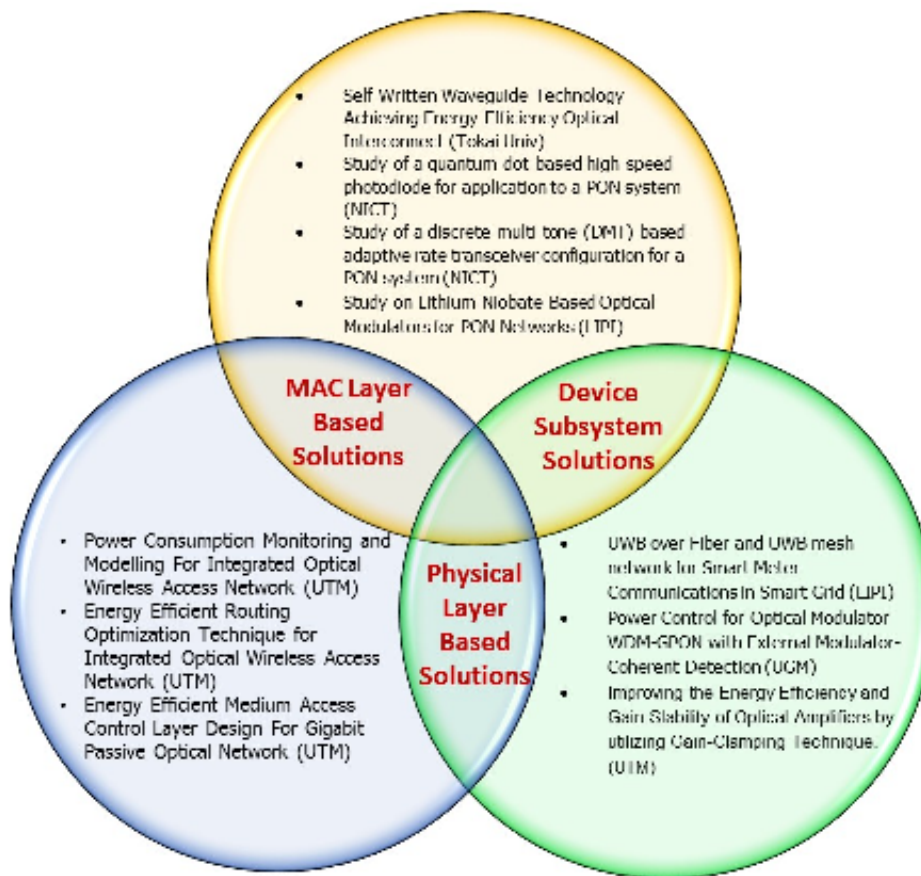 • Self Written Waveguide Technology
Achieving Energy Efficiency Optical
Interconnect (Tokai Univ)
• Study of a quantum dot based high speed
photodiode for application to a PON system
(NICT)
• Study of a discrete multi tone (DMT) based
adaptive rate transceiver configuration for a
PON system (NICT)
• Study on Lithium Niobate Based Optical
Modulators for PON Networks (LIPI)
MAC Layer
Based
Solutions
Device
Subsystem
Solutions
• Power Consumption Monitoring and
Modelling For Integrated Optical
Wireless Access Network (UTM)
• Energy Efficient Routing
Optimization Technique for
Integrated Optical Wireless Access
Network (UTM)
• Energy Efficient Medium Access
Control Layer Design For Gigabit
Passive Optical Network (UTM)
Physical
Layer
Based
Solutions
• UWB over Fiber and UWB mesh
network for Smart Meter
Communications in Smart Grid (LIPI)
• Power Control for Optical Modulator
WDM-GPON with External Modulator-
Coherent Detection (UGM)
• Improving the Energy Efficiency and
Gain Stability of Optical Amplifiers by
utilizing Gain-Clamping Technique.
(UTM)